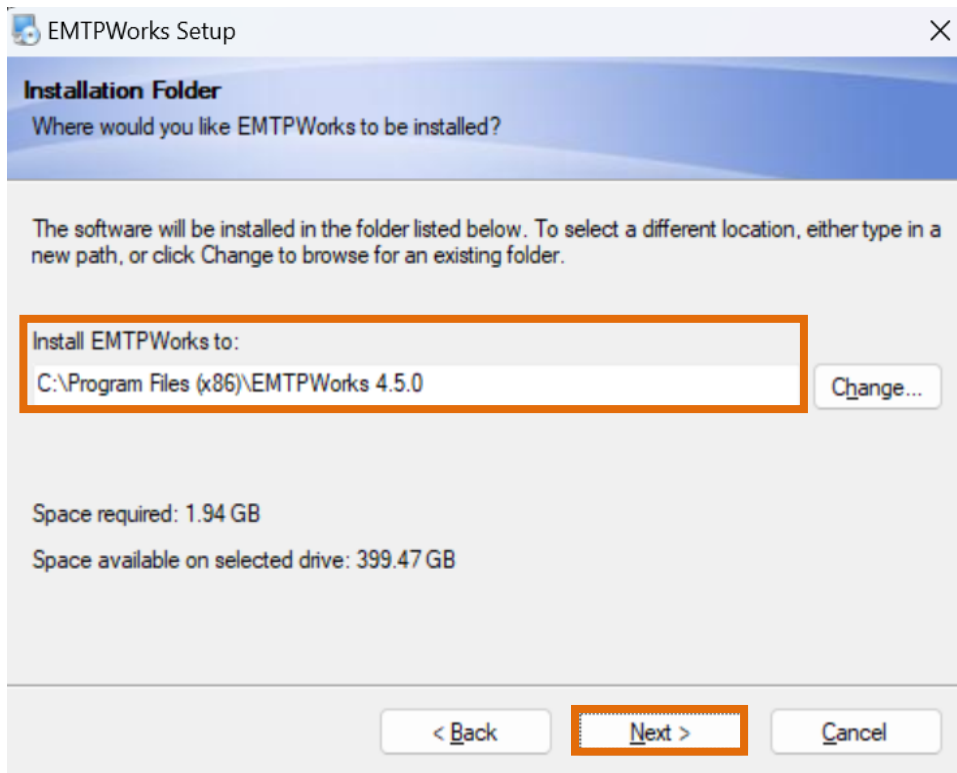 EMTPWorks Setup
Installation Folder
Where would you like EMTPWorks to be installed?
The software will be installed in the folder listed below. To select a different location, either type in a
new path, or click Change to browse for an existing folder.
Install EMTPWorks to:
C:\Program Files (x86)\EMTPWorks 4.5.0
Change...
Space required: 1.94 GB
Space available on selected drive: 399.47 GB
< Back
Next >
Cancel